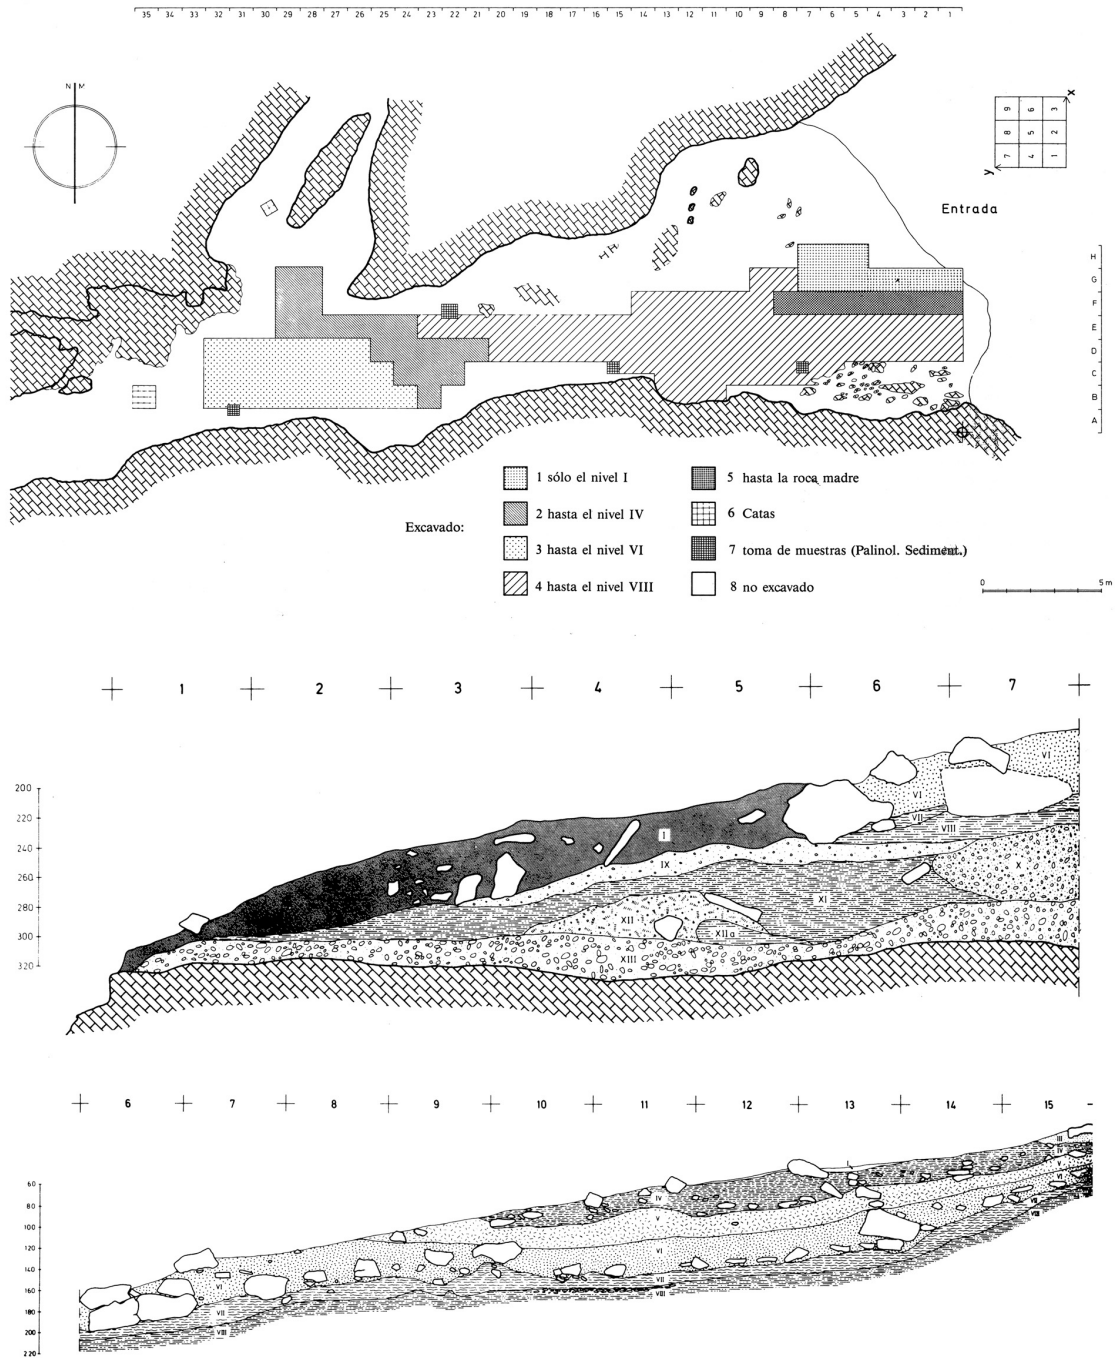 35 34 33 32 31 30 29 28 27 26 25 24 23 22 21 20 19 18 17 16 15 14 13 12 11 10 9 8 7 6 5 4 3 2 1
N M
9 6 3
8 5 2
7 4 1
x
y
Entrada
H
G
F
E
D
C
B
A
Excavado:
1 sólo el nivel I
2 hasta el nivel IV
3 hasta el nivel VI
4 hasta el nivel VIII
5 hasta la roca madre
6 Catas
7 toma de muestras (Palinol. Sediment.)
8 no excavado
0 5 m
1 2 3 4 5 6 7
200
220
240
260
280
300
320
I
VI
VI
VII
VIII
IX
X
XI
XII
XII a
XIII
6 7 8 9 10 11 12 13 14 15
60
80
100
120
140
160
180
200
220
III
IV
V
VI
VII
VIII
IV
V
VI
VII
VIII
VI
VII
VIII